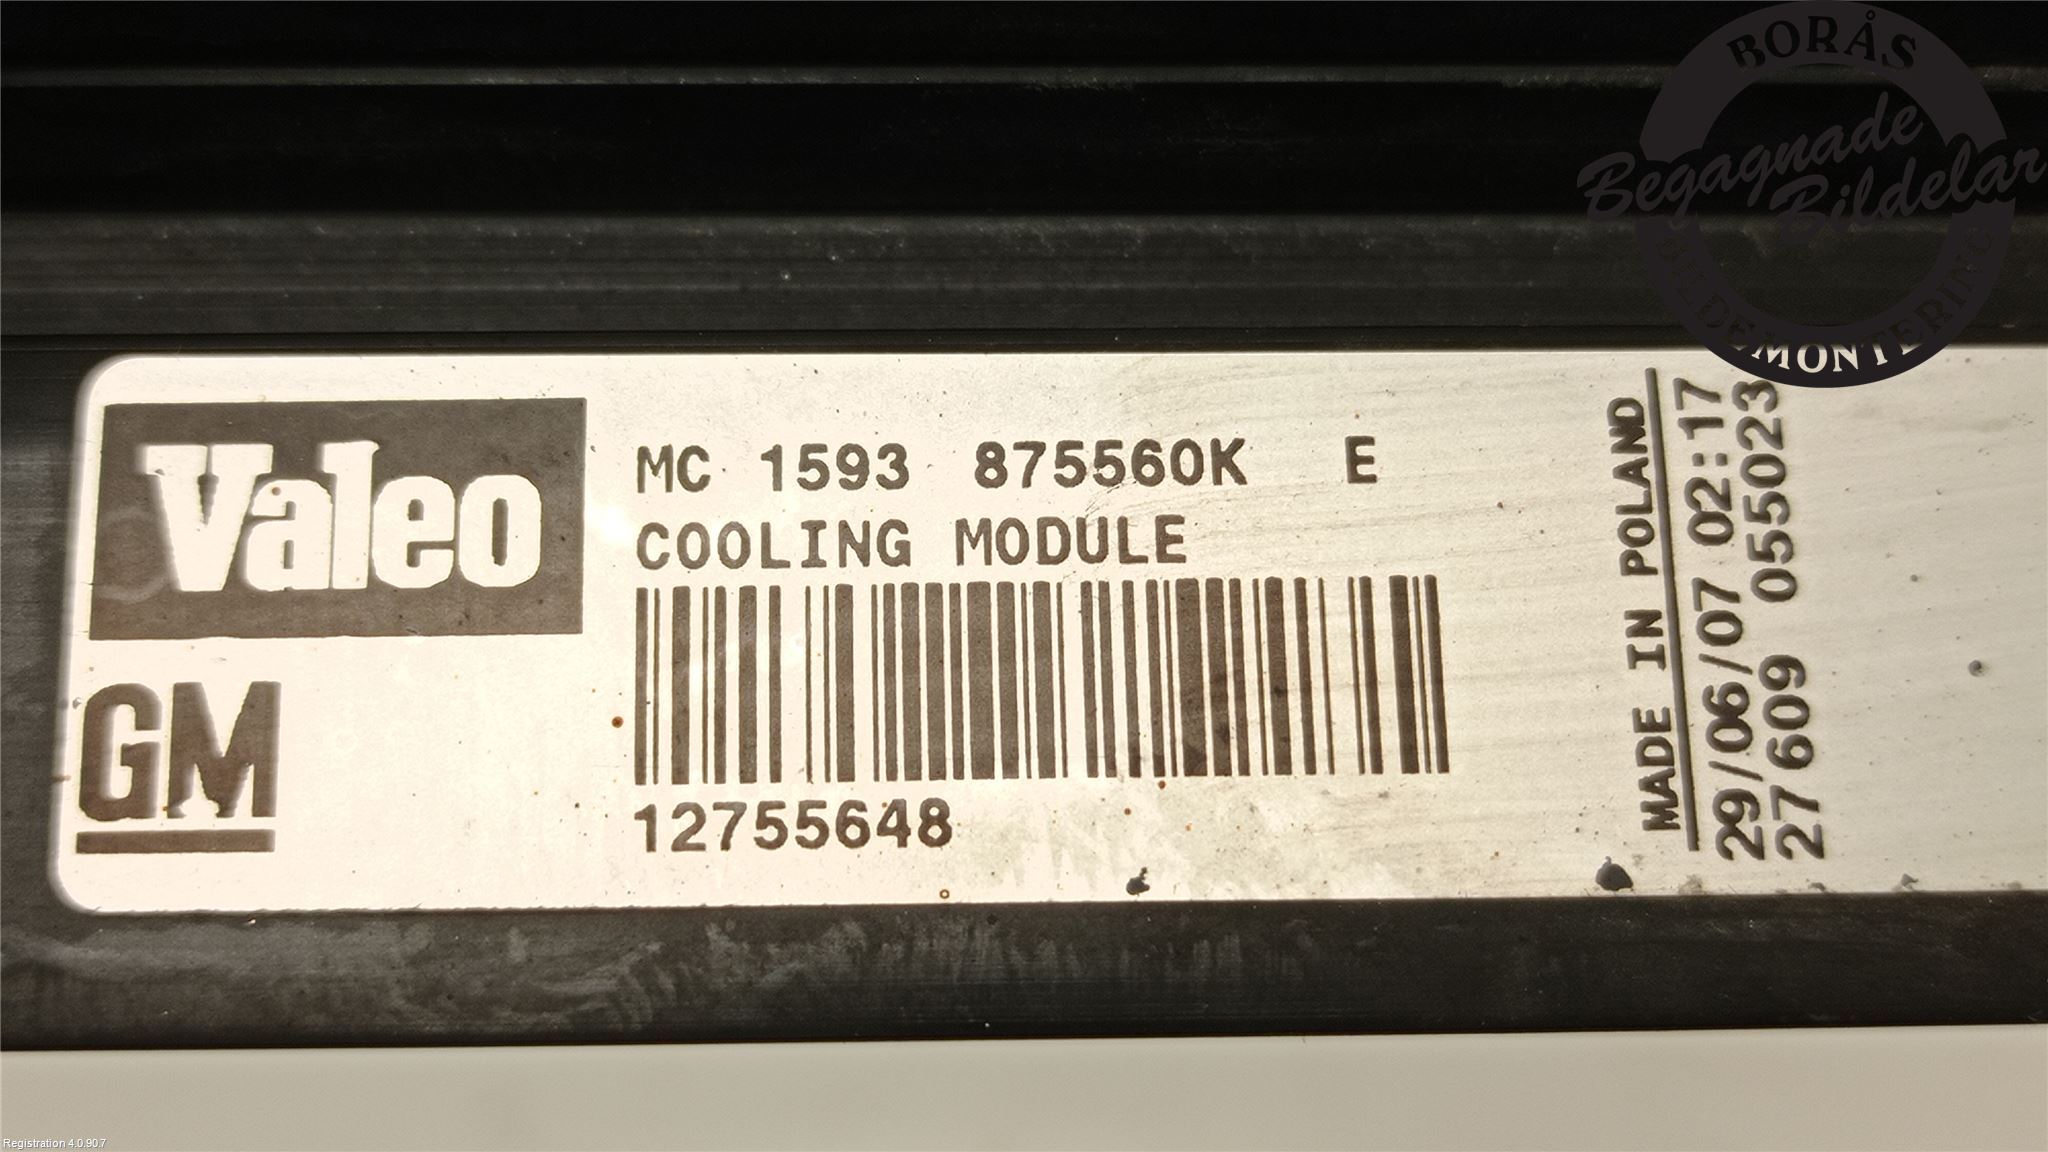 BORÅS
Begagnade
Bildelar
BILDEMONTERING
Valeo
GM
MC 1593 875560K E
COOLING MODULE
12755648
MADE IN POLAND
29/06/07 02:17
27609 055023
Registration 4.0.90.7